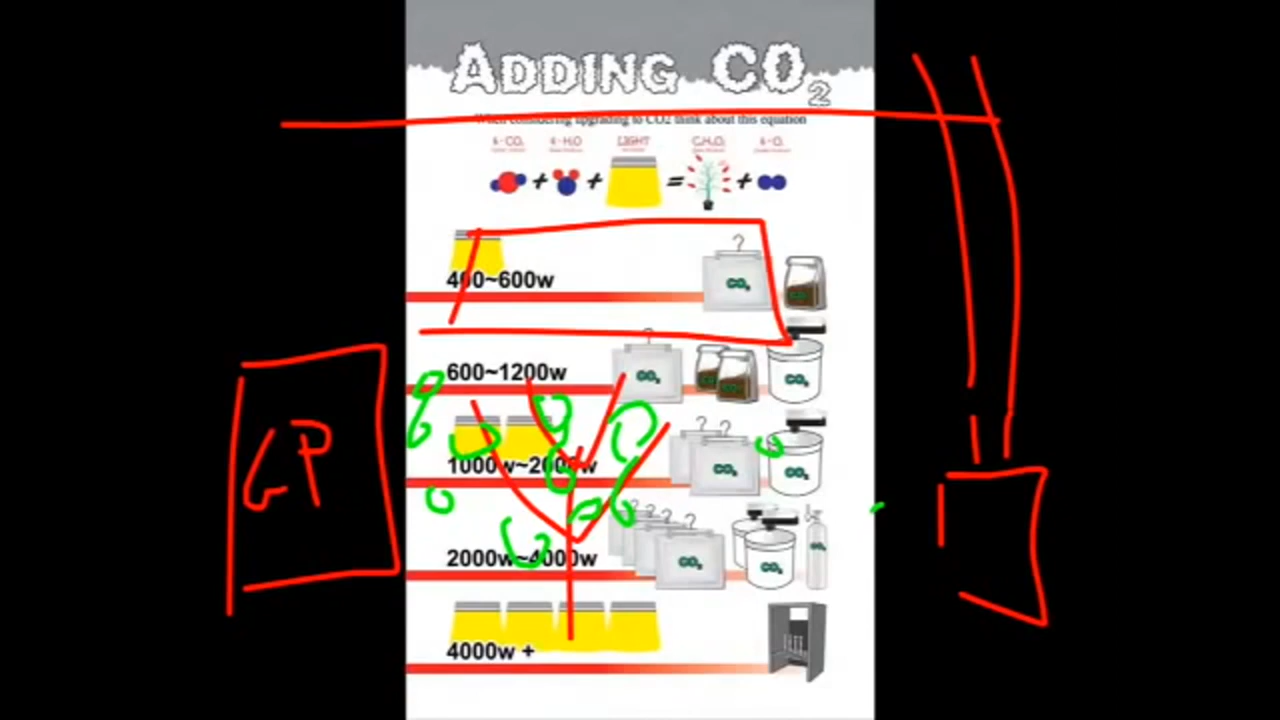 ADDING CO2
When considering upgrading to CO2 think about this equation
LIGHT
+ + = +
400~600w
CO2
600~1200w
CO2
CO2
1000w~2000w
CO2
CO2
2000w~4000w
CO2
CO2
CO2
4000w +
GP